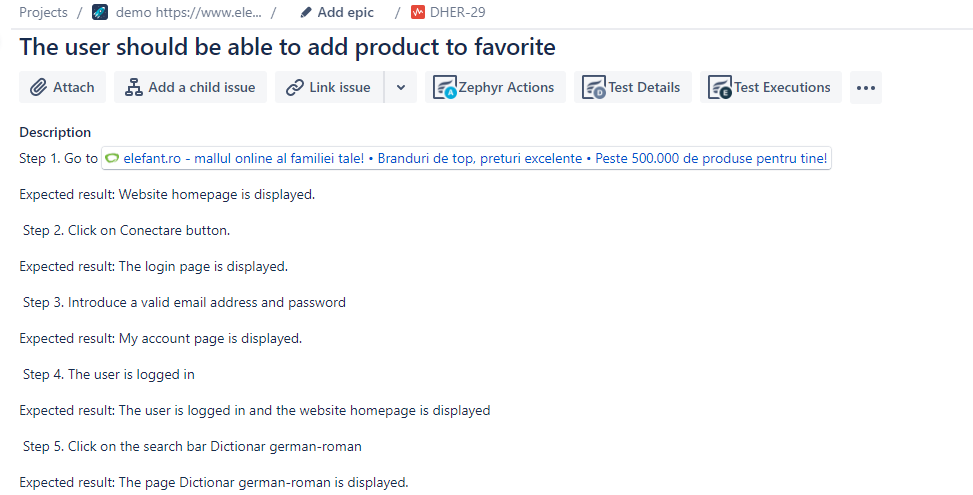 Projects / demo https://www.ele... / Add epic / DHER-29
The user should be able to add product to favorite
Attach Add a child issue Link issue Zephyr Actions Test Details Test Executions
Description
Step 1. Go to elefant.ro - mallul online al familiei tale! • Branduri de top, preturi excelente • Peste 500.000 de produse pentru tine!
Expected result: Website homepage is displayed.
Step 2. Click on Conectare button.
Expected result: The login page is displayed.
Step 3. Introduce a valid email address and password
Expected result: My account page is displayed.
Step 4. The user is logged in
Expected result: The user is logged in and the website homepage is displayed
Step 5. Click on the search bar Dictionar german-roman
Expected result: The page Dictionar german-roman is displayed.